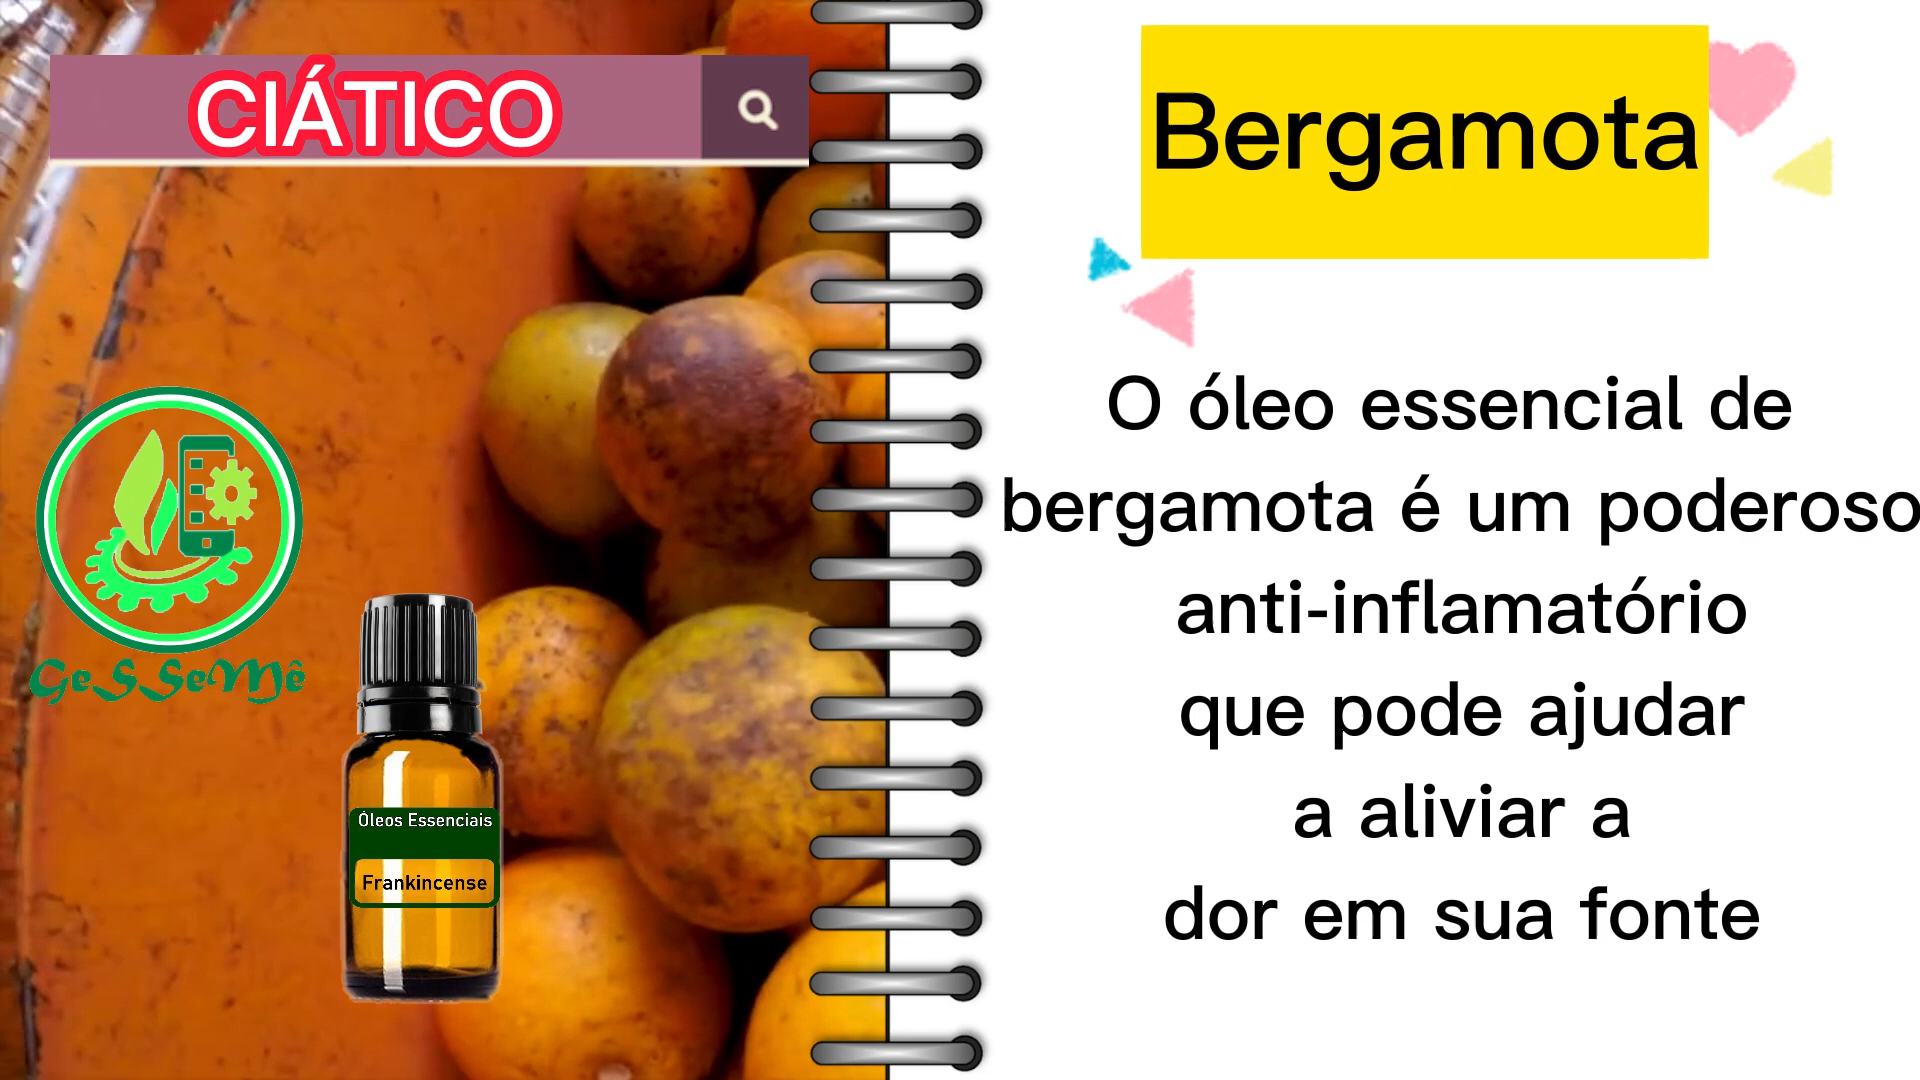 CIÁTICO
GeSSeMê
Óleos Essenciais
Frankincense
Bergamota
O óleo essencial de
bergamota é um poderoso
anti-inflamatório
que pode ajudar
a aliviar a
dor em sua fonte